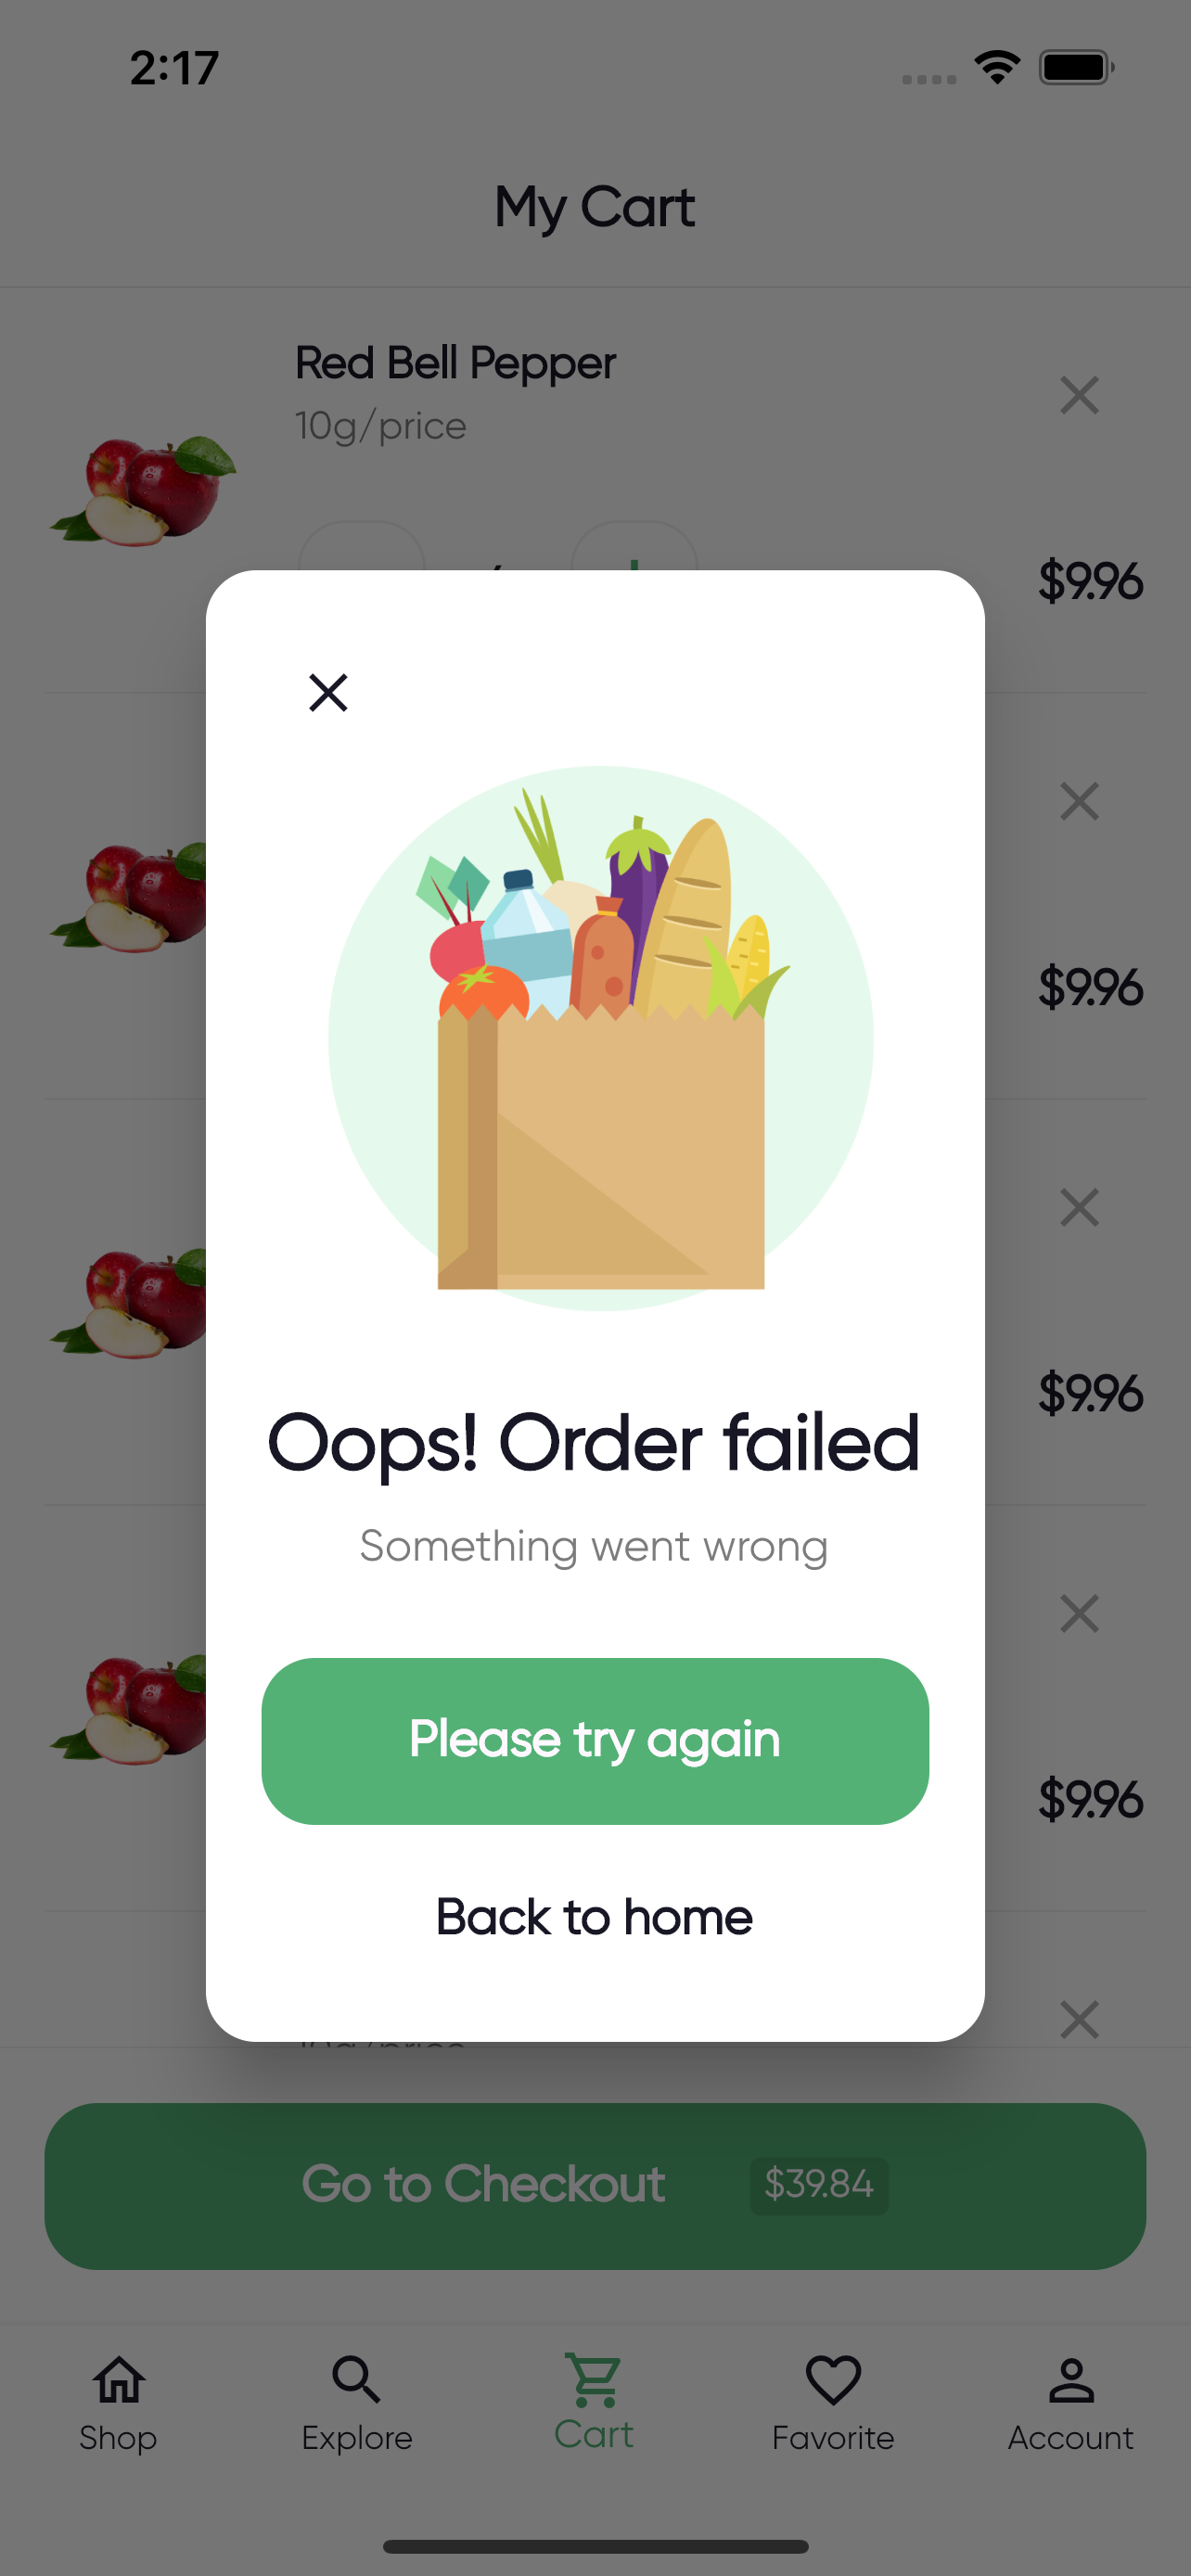 2:17
My Cart
Red Bell Pepper
10g/price
$9.96
$9.96
$9.96
$9.96
Oops! Order failed
Something went wrong
Please try again
Back to home
Go to Checkout $39.84
Shop Explore Cart Favorite Account